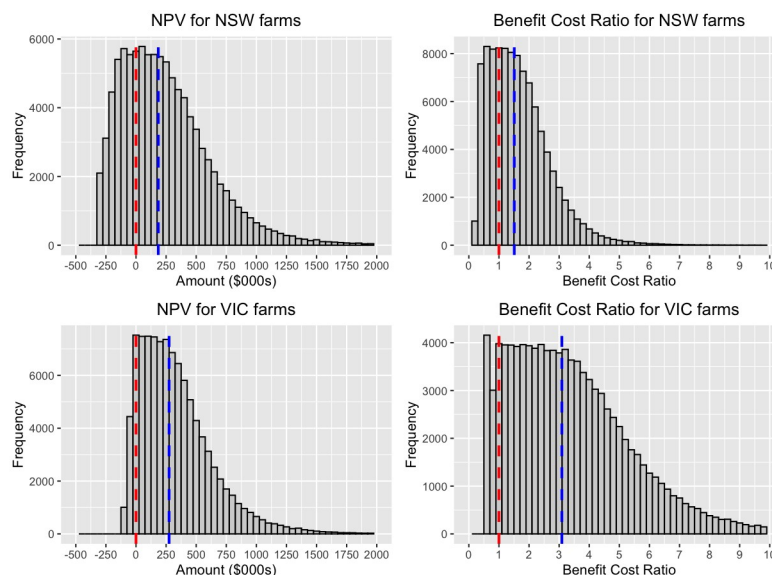 NPV for NSW farms
6000
4000
2000
0
Frequency
-500 -250 0 250 500 750 1000 1250 1500 1750 2000
Amount ($000s)
Benefit Cost Ratio for NSW farms
8000
6000
4000
2000
0
Frequency
0 1 2 3 4 5 6 7 8 9 10
Benefit Cost Ratio
NPV for VIC farms
6000
4000
2000
0
Frequency
-500 -250 0 250 500 750 1000 1250 1500 1750 2000
Amount ($000s)
Benefit Cost Ratio for VIC farms
4000
3000
2000
1000
0
Frequency
0 1 2 3 4 5 6 7 8 9 10
Benefit Cost Ratio